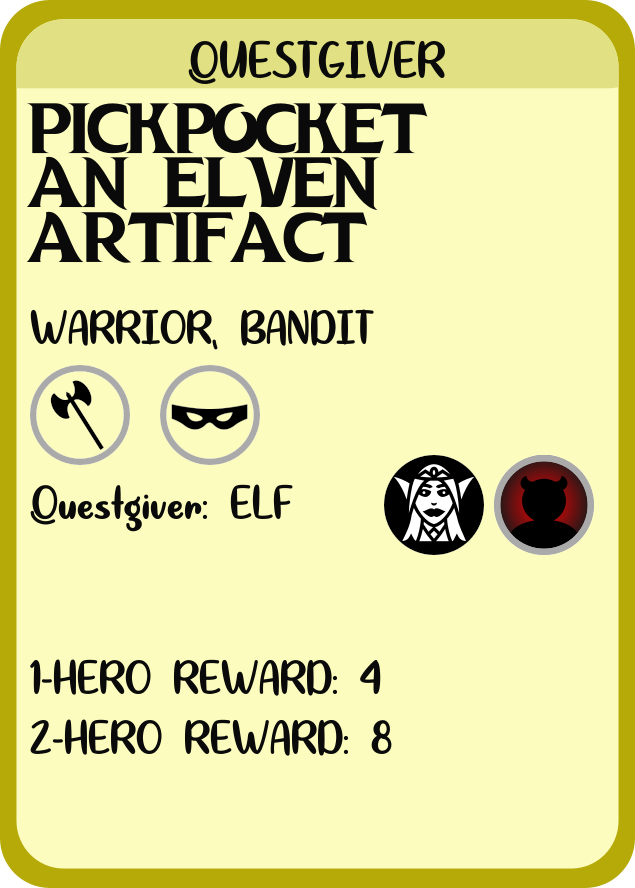 QUESTGIVER
PICKPOCKET
AN ELVEN
ARTIFACT
WARRIOR, BANDIT
Questgiver: ELF
1-HERO REWARD: 4
2-HERO REWARD: 8